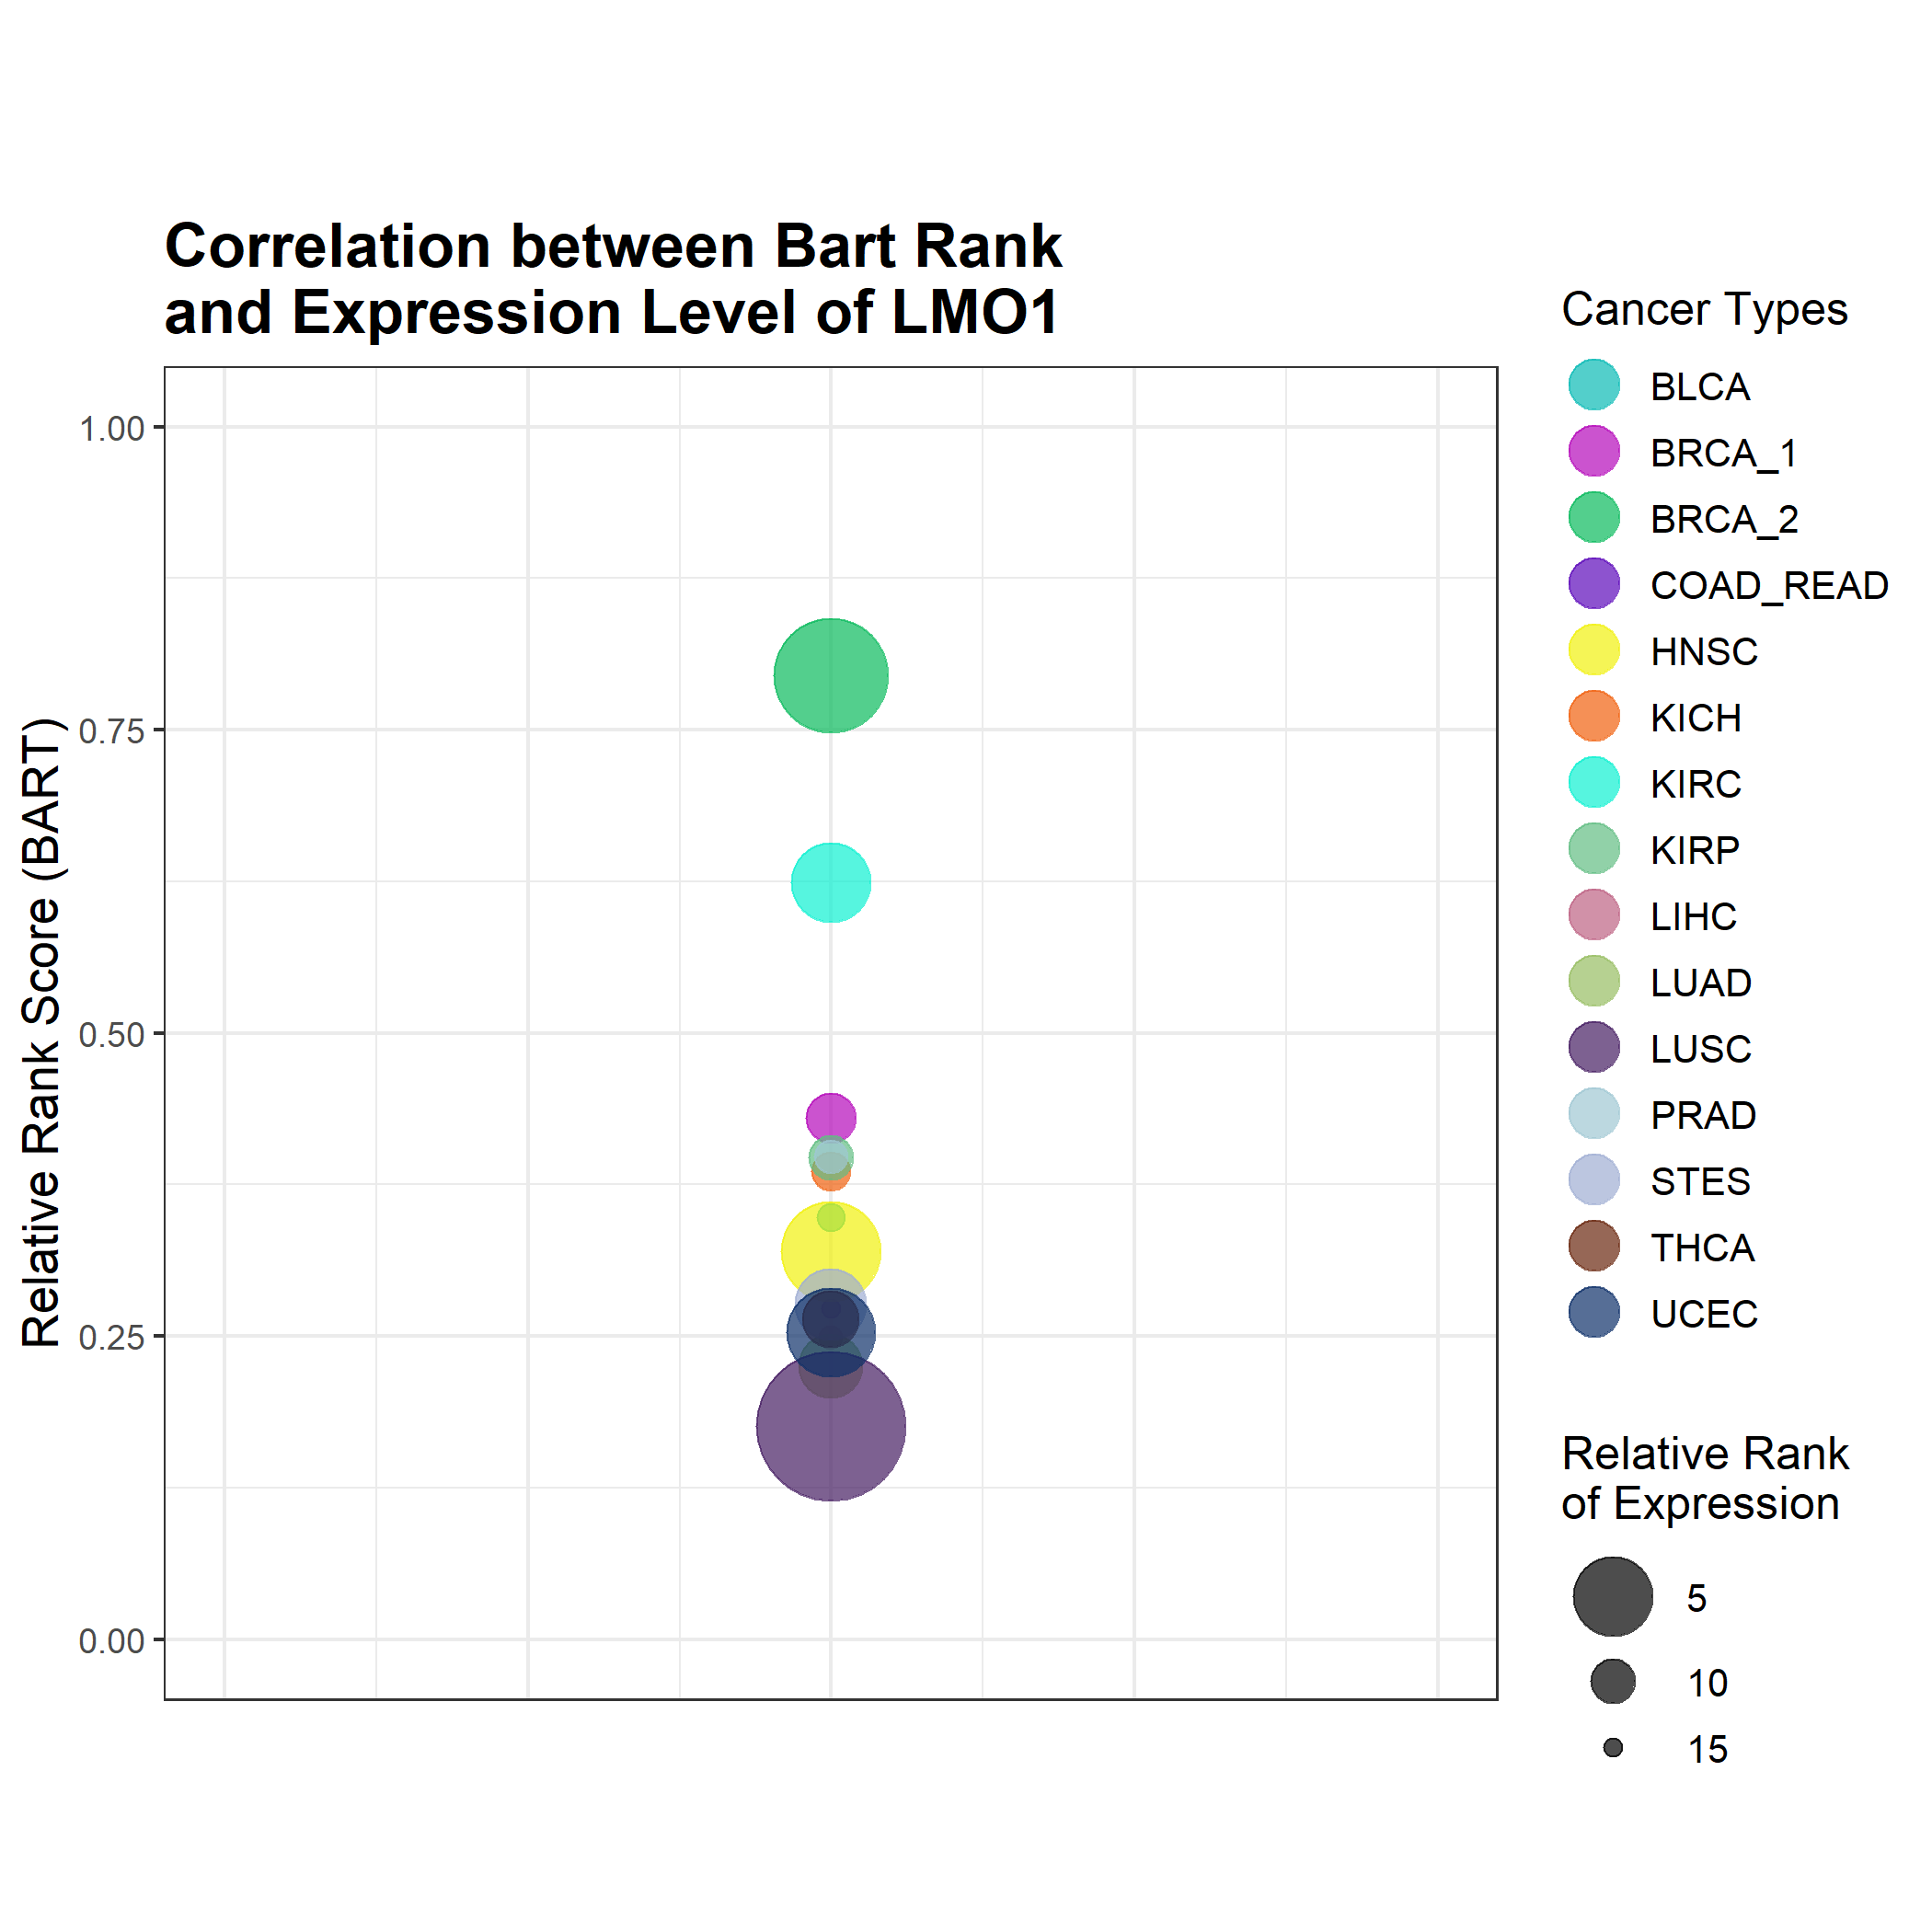 Correlation between Bart Rank
and Expression Level of LMO1
Relative Rank Score (BART)
1.00
0.75
0.50
0.25
0.00
Cancer Types
BLCA
BRCA_1
BRCA_2
COAD_READ
HNSC
KICH
KIRC
KIRP
LIHC
LUAD
LUSC
PRAD
STES
THCA
UCEC
Relative Rank
of Expression
5
10
15